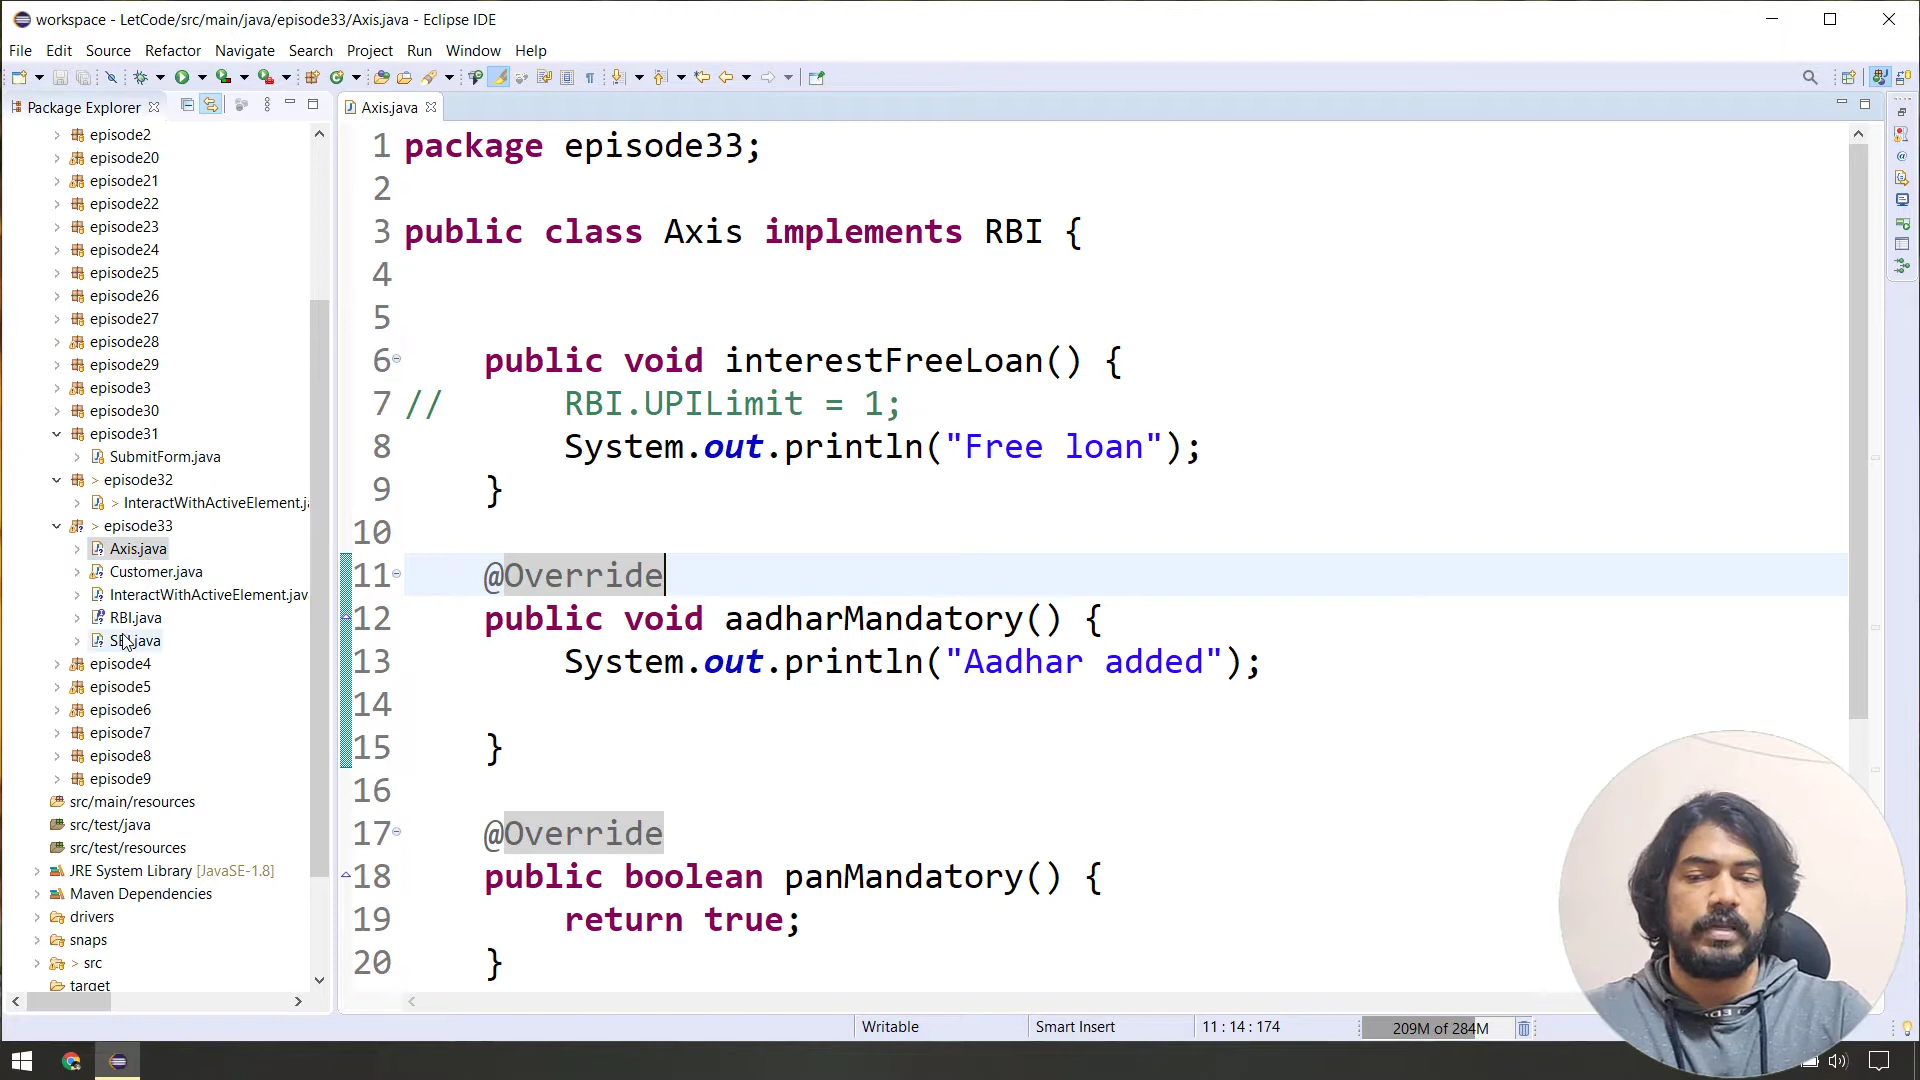 workspace - LetCode/src/main/java/episode33/Axis.java - Eclipse IDE
File Edit Source Refactor Navigate Search Project Run Window Help
Package Explorer
episode2
episode20
episode21
episode22
episode23
episode24
episode25
episode26
episode27
episode28
episode29
episode3
episode30
episode31
SubmitForm.java
> episode32
> InteractWithActiveElement.j
> episode33
Axis.java
Customer.java
InteractWithActiveElement.jav
RBI.java
episode4
episode5
episode6
episode7
episode8
episode9
src/main/resources
src/test/java
src/test/resources
JRE System Library [JavaSE-1.8]
Maven Dependencies
drivers
snaps
> src
target
Axis.java
1 package episode33;
2
3 public class Axis implements RBI {
4
5
6 public void interestFreeLoan() {
7 // RBI.UPILimit = 1;
8 System.out.println("Free loan");
9 }
10
11 @Override
12 public void aadharMandatory() {
13 System.out.println("Aadhar added");
14
15 }
16
17 @Override
18 public boolean panMandatory() {
19 return true;
20 }
Writable Smart Insert 11 : 14 : 174 209M of 284M